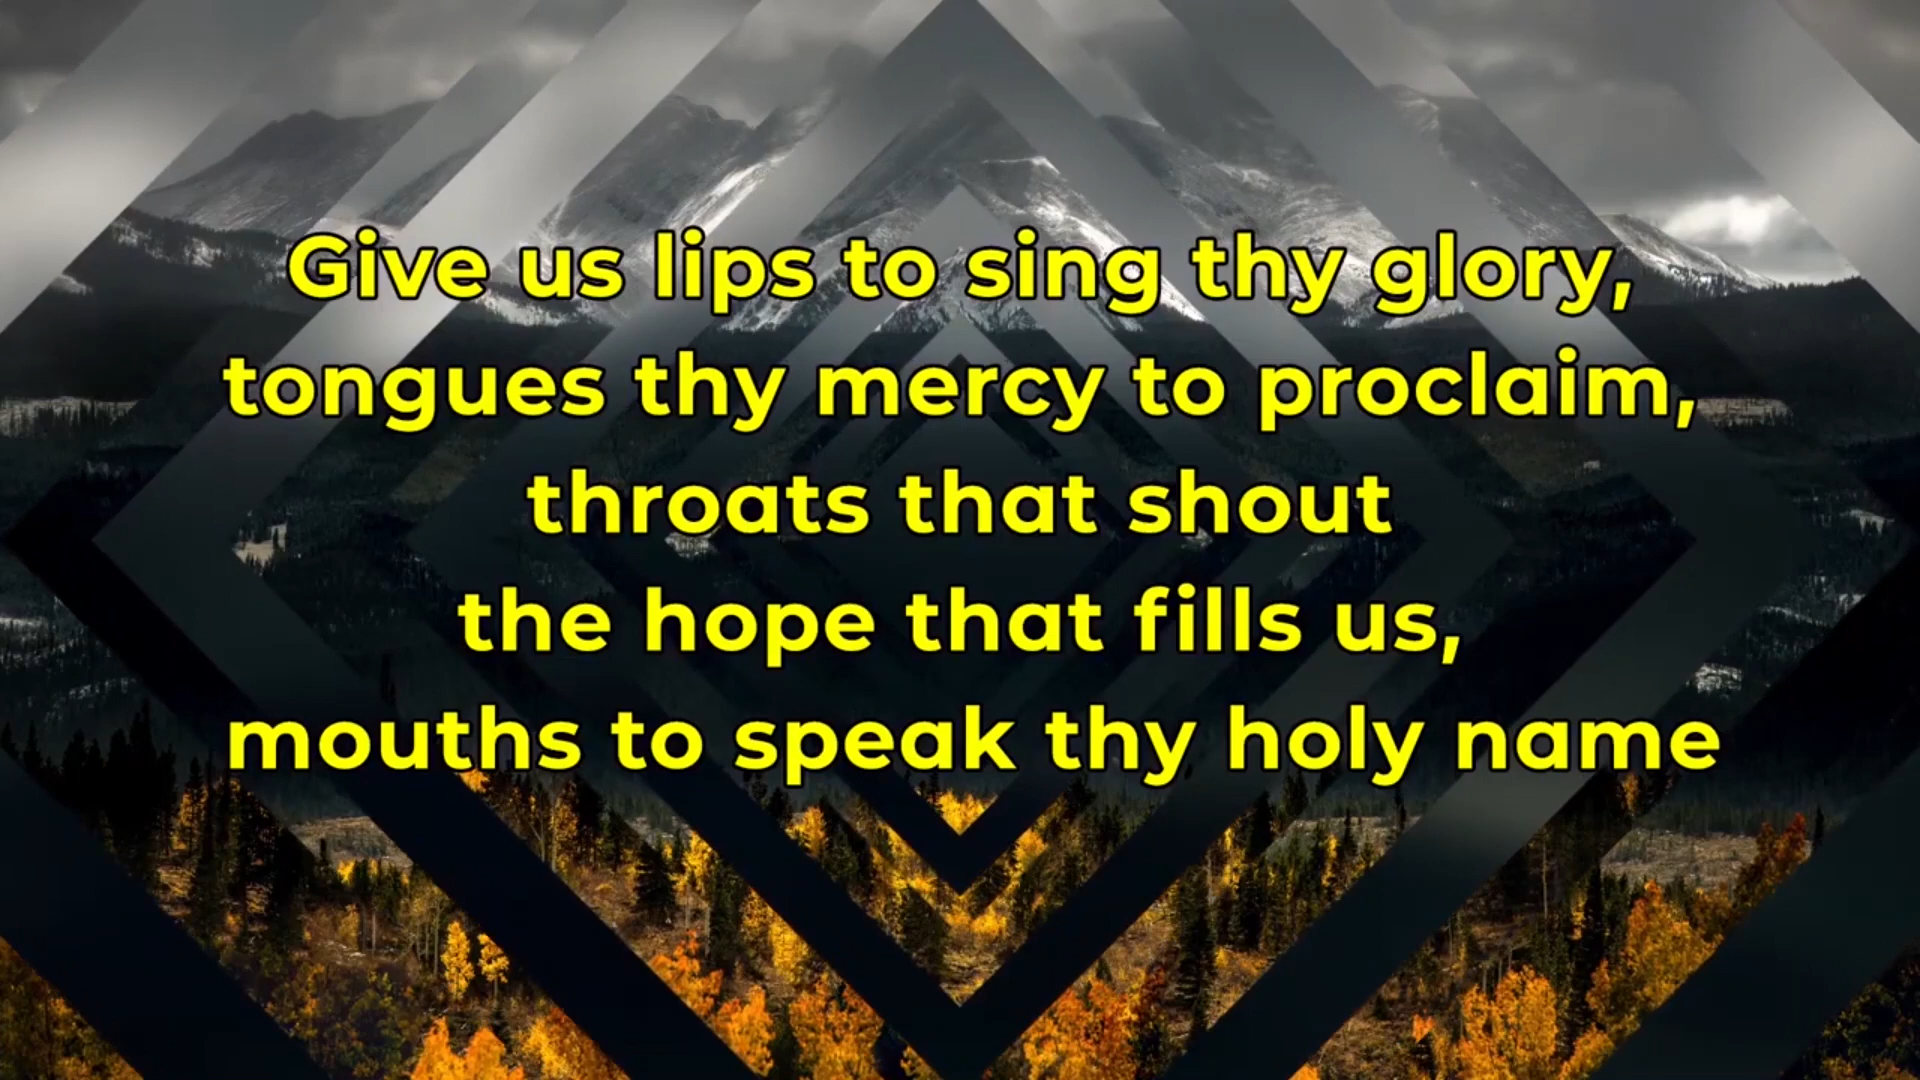 Give us lips to sing thy glory,
tongues thy mercy to proclaim,
throats that shout
the hope that fills us,
mouths to speak thy holy name